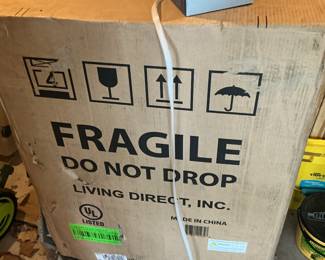 FRAGILE
DO NOT DROP
LIVING DIRECT, INC.
UL
LISTED
MADE IN CHINA